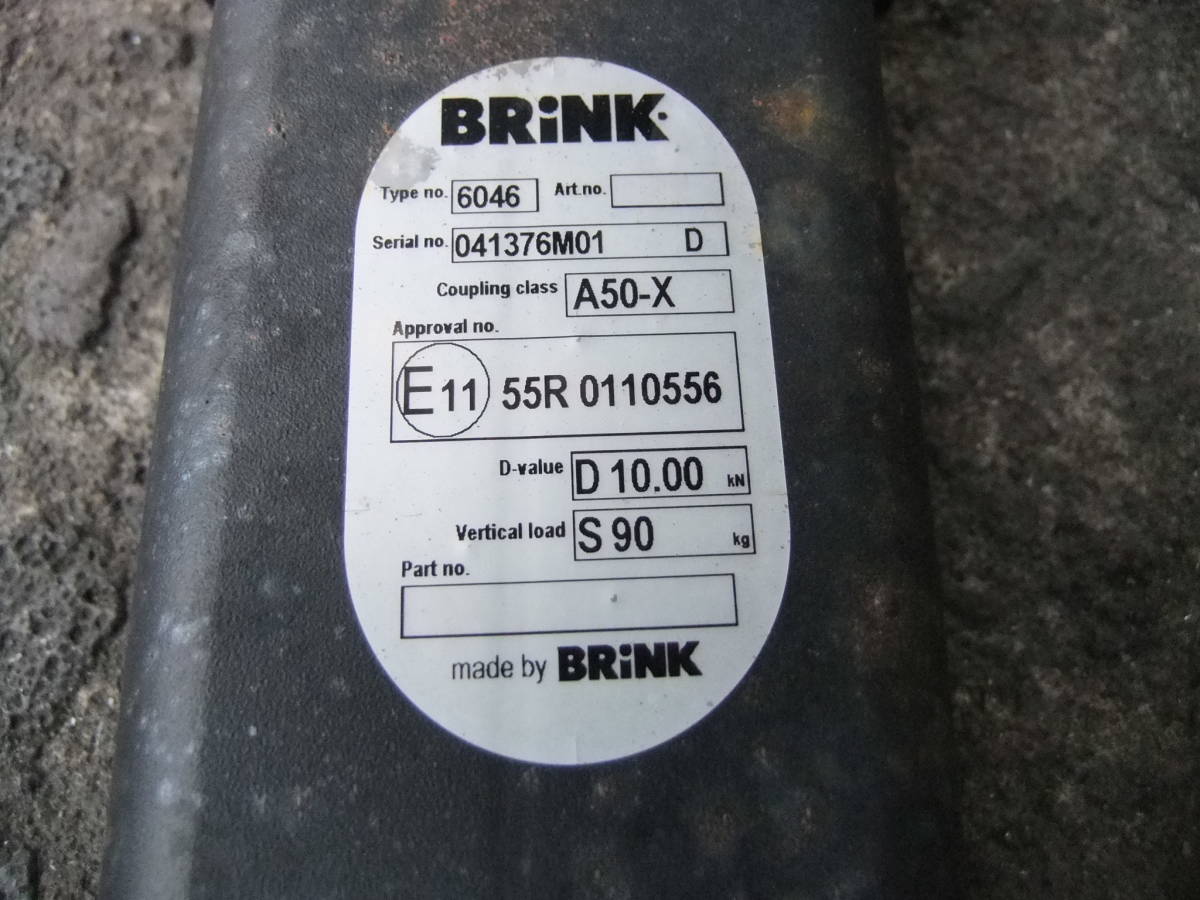 BRiNK
Type no. 6046 Art.no.
Serial no. 041376M01 D
Coupling class A50-X
Approval no.
E 11 55R 0110556
D-value D 10.00 kN
Vertical load S 90 kg
Part no.
made by BRiNK